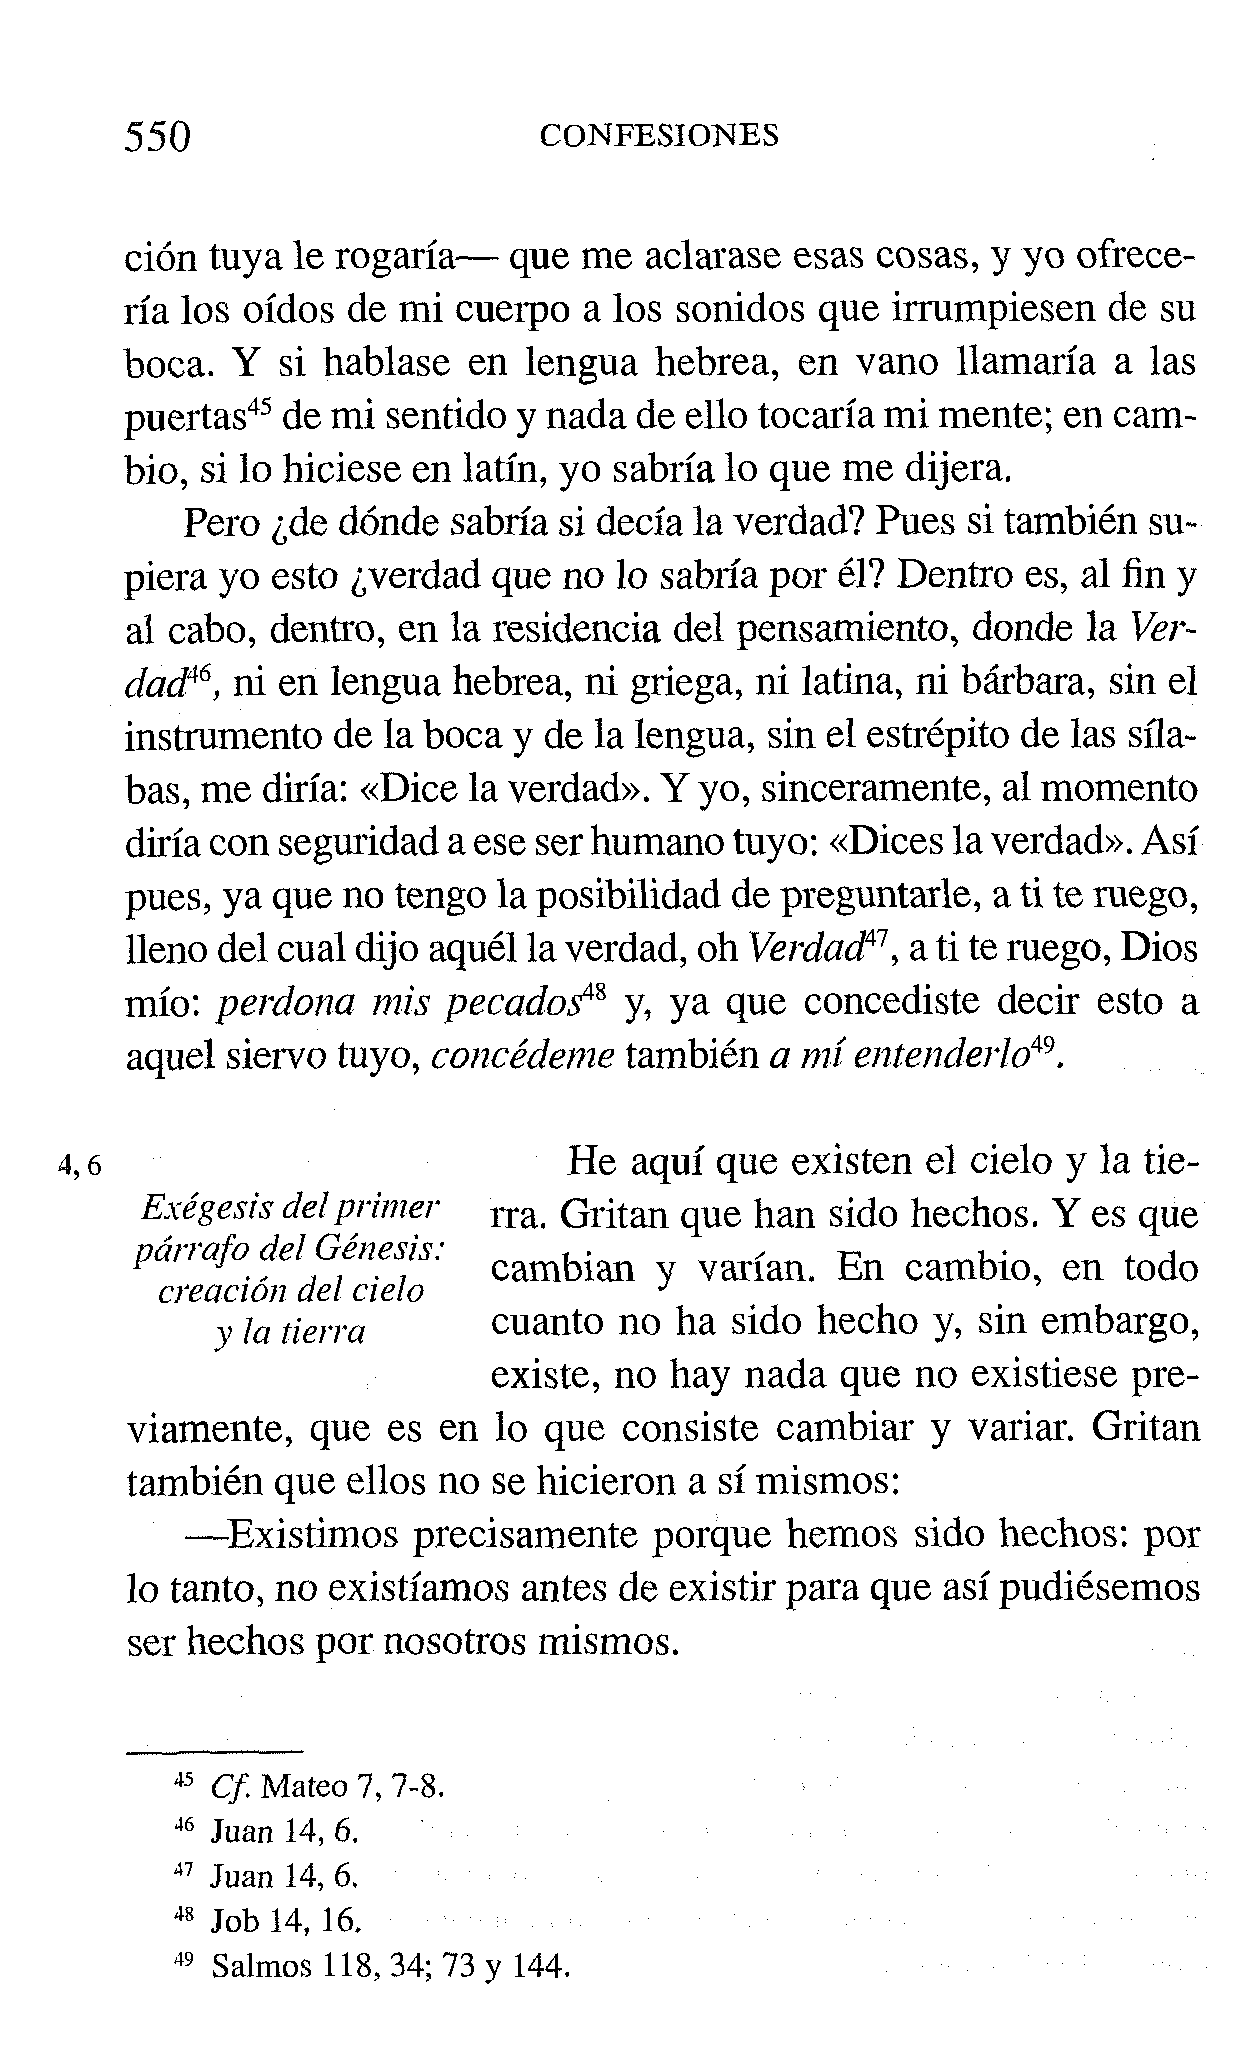 550 CONFESIONES
ción tuya le rogaría— que me aclarase esas cosas, y yo ofrece-
ría los oídos de mi cuerpo a los sonidos que irrumpiesen de su
boca. Y si hablase en lengua hebrea, en vano llamaría a las
puertas⁴⁵ de mi sentido y nada de ello tocaría mi mente; en cam-
bio, si lo hiciese en latín, yo sabría lo que me dijera.
Pero ¿de dónde sabría si decía la verdad? Pues si también su-
piera yo esto ¿verdad que no lo sabría por él? Dentro es, al fin y
al cabo, dentro, en la residencia del pensamiento, donde la Ver-
dad⁴⁶, ni en lengua hebrea, ni griega, ni latina, ni bárbara, sin el
instrumento de la boca y de la lengua, sin el estrépito de las síla-
bas, me diría: «Dice la verdad». Y yo, sinceramente, al momento
diría con seguridad a ese ser humano tuyo: «Dices la verdad». Así
pues, ya que no tengo la posibilidad de preguntarle, a ti te ruego,
lleno del cual dijo aquél la verdad, oh Verdad⁴⁷, a ti te ruego, Dios
mío: perdona mis pecados⁴⁸ y, ya que concediste decir esto a
aquel siervo tuyo, concédeme también a mí entenderlo⁴⁹.
4, 6
Exégesis del primer
párrafo del Génesis:
creación del cielo
y la tierra
He aquí que existen el cielo y la tie-
rra. Gritan que han sido hechos. Y es que
cambian y varían. En cambio, en todo
cuanto no ha sido hecho y, sin embargo,
existe, no hay nada que no existiese pre-
viamente, que es en lo que consiste cambiar y variar. Gritan
también que ellos no se hicieron a sí mismos:
—Existimos precisamente porque hemos sido hechos: por
lo tanto, no existíamos antes de existir para que así pudiésemos
ser hechos por nosotros mismos.
⁴⁵ Cf. Mateo 7, 7-8.
⁴⁶ Juan 14, 6.
⁴⁷ Juan 14, 6.
⁴⁸ Job 14, 16.
⁴⁹ Salmos 118, 34; 73 y 144.